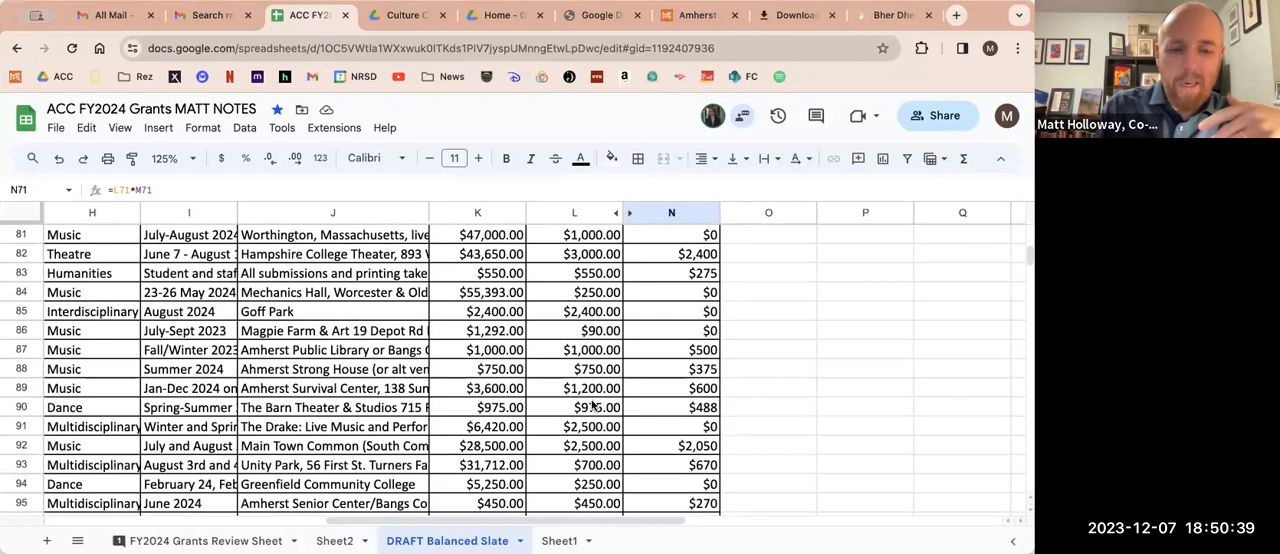 All Mail -
Search re
ACC FY2
Culture C
Home - G
Google D
Amherst
Downloa
Bher Dhe
docs.google.com/spreadsheets/d/1OC5VWtla1WXxwuk0ITKds1PiV7jyspUMnngEtwLpDwc/edit#gid=1192407936
M
ACC
Rez
NRSD
News
FC
ACC FY2024 Grants MATT NOTES
File Edit View Insert Format Data Tools Extensions Help
Share
M
125% $ % .0 .00 123 Calibri 11 B I A
N71 fx =L71*M71
H I J K L N O P Q
81 Music July-August 2024 Worthington, Massachusetts, live $47,000.00 $1,000.00 $0
82 Theatre June 7 - August Hampshire College Theater, 893 $43,650.00 $3,000.00 $2,400
83 Humanities Student and staf All submissions and printing take $550.00 $550.00 $275
84 Music 23-26 May 2024 Mechanics Hall, Worcester & Old $55,393.00 $250.00 $0
85 Interdisciplinary August 2024 Goff Park $2,400.00 $2,400.00 $0
86 Music July-Sept 2023 Magpie Farm & Art 19 Depot Rd $1,292.00 $90.00 $0
87 Music Fall/Winter 2023 Amherst Public Library or Bangs $1,000.00 $1,000.00 $500
88 Music Summer 2024 Ahmerst Strong House (or alt ven $750.00 $750.00 $375
89 Music Jan-Dec 2024 on Amherst Survival Center, 138 Sun $3,600.00 $1,200.00 $600
90 Dance Spring-Summer The Barn Theater & Studios 715 $975.00 $488
91 Multidisciplinary Winter and Sprin The Drake: Live Music and Perfor $6,420.00 $2,500.00 $0
92 Music July and August Main Town Common (South Com $28,500.00 $2,500.00 $2,050
93 Multidisciplinary August 3rd and Unity Park, 56 First St. Turners Fa $31,712.00 $700.00 $670
94 Dance February 24, Feb Greenfield Community College $5,250.00 $250.00 $0
95 Multidisciplinary June 2024 Amherst Senior Center/Bangs Co $450.00 $450.00 $270
FY2024 Grants Review Sheet Sheet2 DRAFT Balanced Slate Sheet1
Matt Holloway, Co-...
2023-12-07 18:50:39